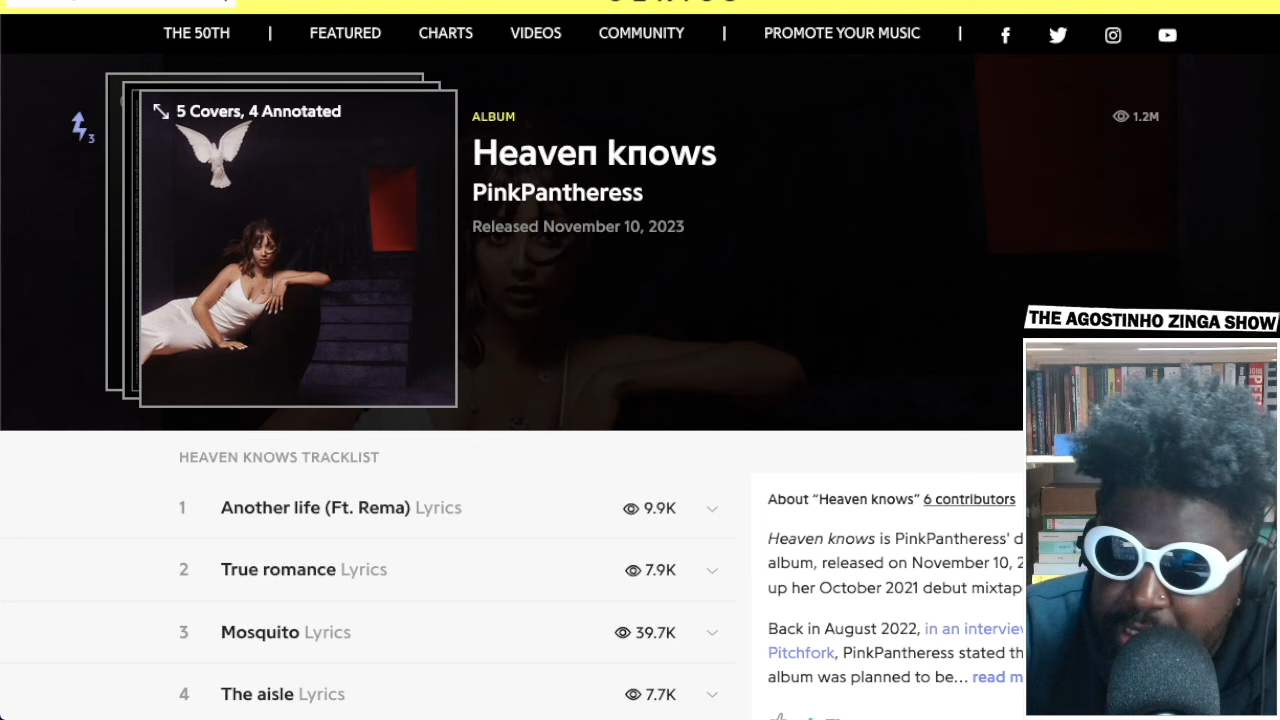 THE 50TH | FEATURED CHARTS VIDEOS COMMUNITY | PROMOTE YOUR MUSIC |
5 Covers, 4 Annotated
3
ALBUM
1.2M
Heaveп kпows
PinkPantheress
Released November 10, 2023
THE AGOSTINHO ZINGA SHOW
HEAVEN KNOWS TRACKLIST
1 Another life (Ft. Rema) Lyrics 9.9K
2 True romance Lyrics 7.9K
3 Mosquito Lyrics 39.7K
4 The aisle Lyrics 7.7K
About “Heaven knows” 6 contributors
Heaven knows is PinkPantheress' d
album, released on November 10, 2
up her October 2021 debut mixtap
Back in August 2022, in an interview
Pitchfork, PinkPantheress stated th
album was planned to be... read m